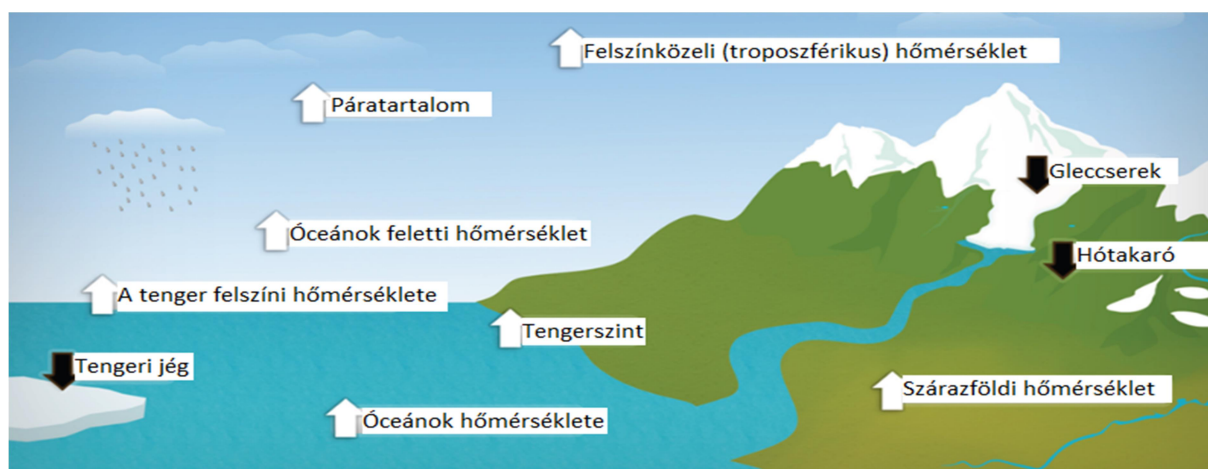 Felszínközeli (troposzférikus) hőmérséklet
Páratartalom
Gleccserek
Óceánok feletti hőmérséklet
Hótakaró
A tenger felszíni hőmérséklete
Tengerszint
Tengeri jég
Szárazföldi hőmérséklet
Óceánok hőmérséklete